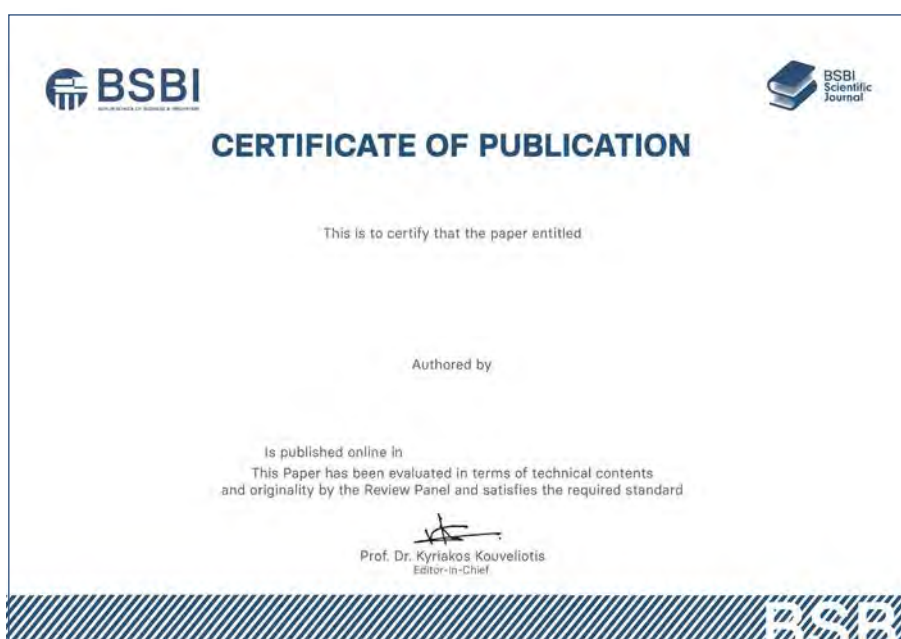 BSBI
BSBI
Scientific
Journal
CERTIFICATE OF PUBLICATION
This is to certify that the paper entitled
Authored by
Is published online in
This Paper has been evaluated in terms of technical contents
and originality by the Review Panel and satisfies the required standard
Prof. Dr. Kyriakos Kouveliotis
Editor-in-Chief
BSB